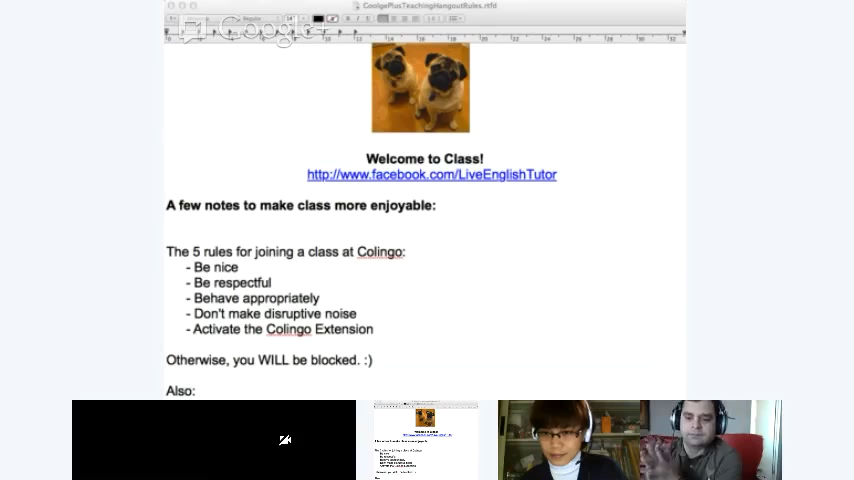 GoolgePlusTeachingHangoutRules.rtfd
Google+
Welcome to Class!
http://www.facebook.com/LiveEnglishTutor
A few notes to make class more enjoyable:
The 5 rules for joining a class at Colingo:
- Be nice
- Be respectful
- Behave appropriately
- Don't make disruptive noise
- Activate the Colingo Extension
Otherwise, you WILL be blocked. :)
Also: